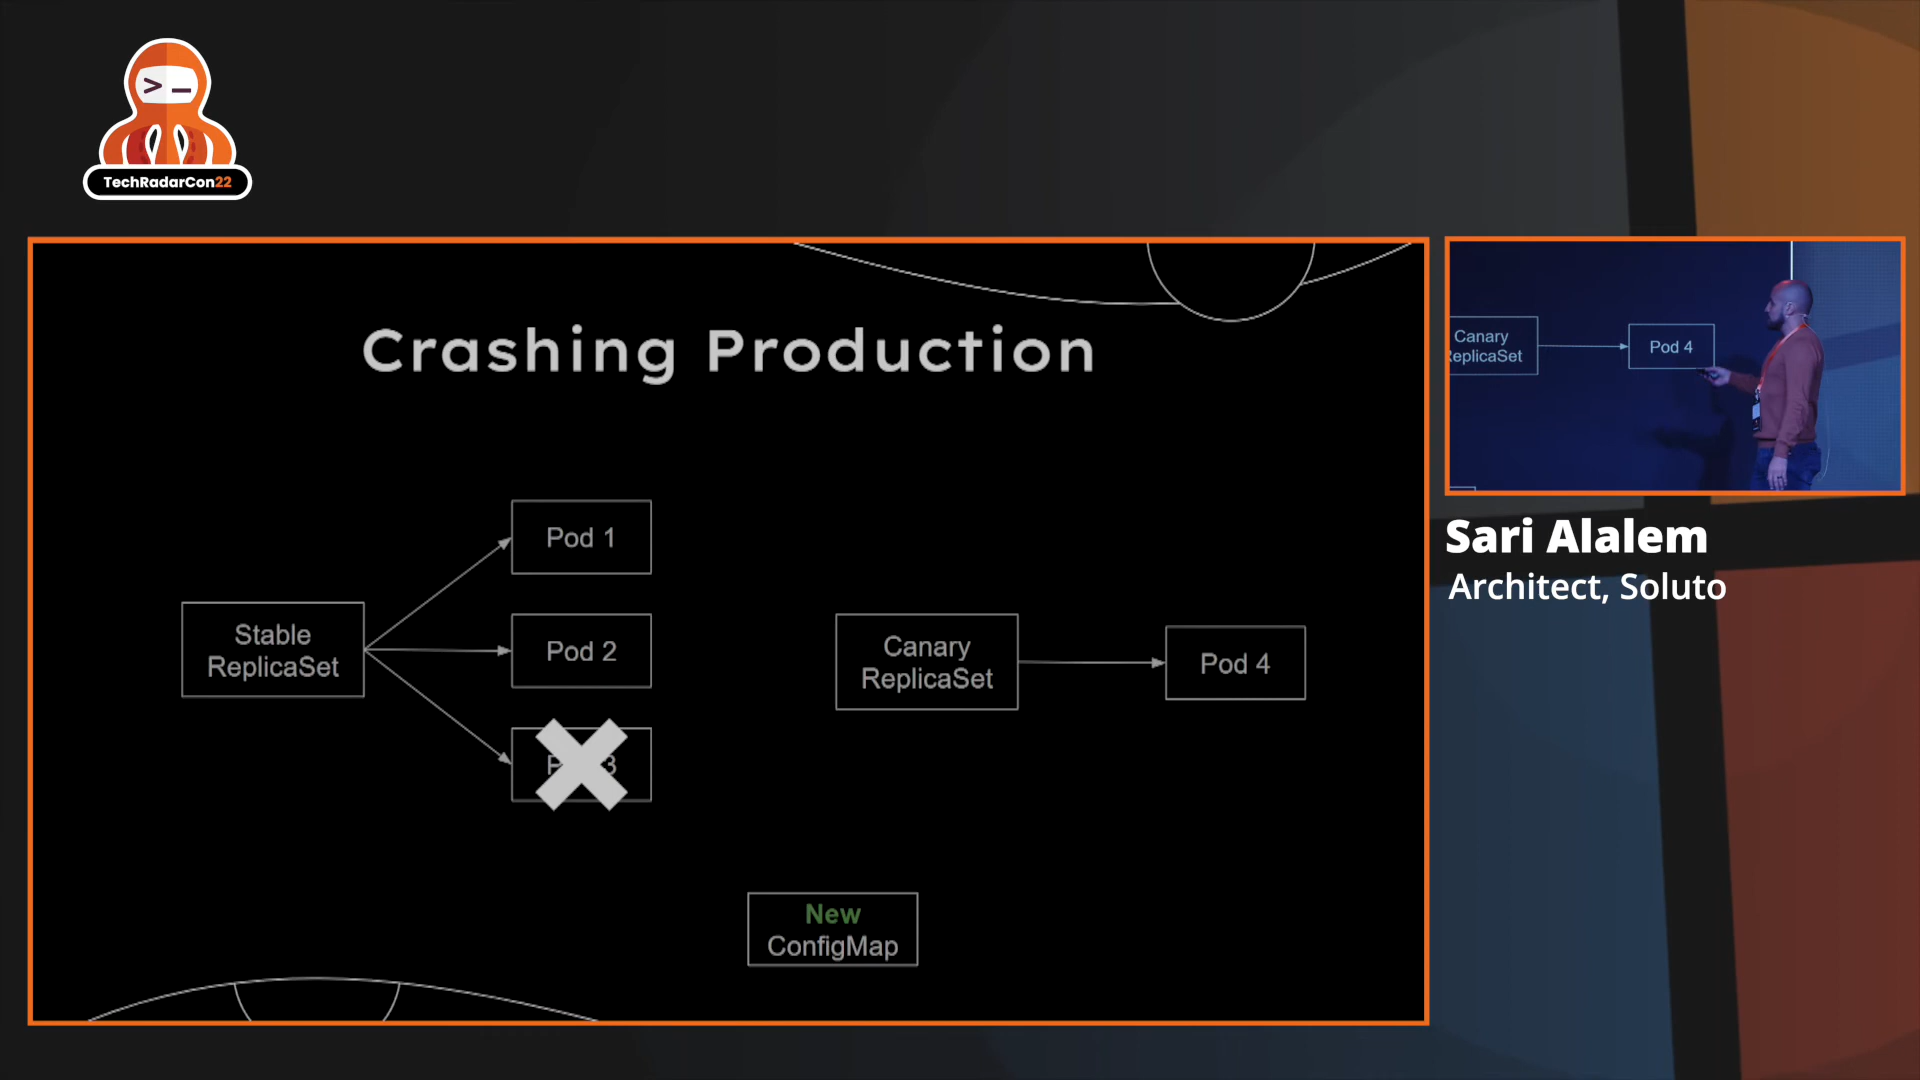 >_
TechRadarCon22
Crashing Production
Stable
ReplicaSet
Pod 1
Pod 2
Canary
ReplicaSet
Pod 4
New
ConfigMap
Canary
ReplicaSet
Pod 4
Sari Alalem
Architect, Soluto